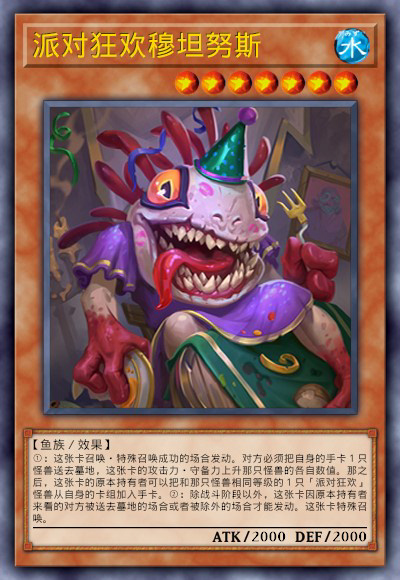 派对狂欢穆坦努斯
水
【鱼族／效果】
①：这张卡召唤・特殊召唤成功的场合发动。对方必须把自身的手卡１只
怪兽送去墓地，这张卡的攻击力・守备力上升那只怪兽的各自数值。那之
后，这张卡的原本持有者可以把和那只怪兽相同等级的１只「派对狂欢」
怪兽从自身的卡组加入手卡。②：除战斗阶段以外，这张卡因原本持有者
来看的对方被送去墓地的场合或者被除外的场合才能发动。这张卡特殊召
唤。
ATK/2000 DEF/2000